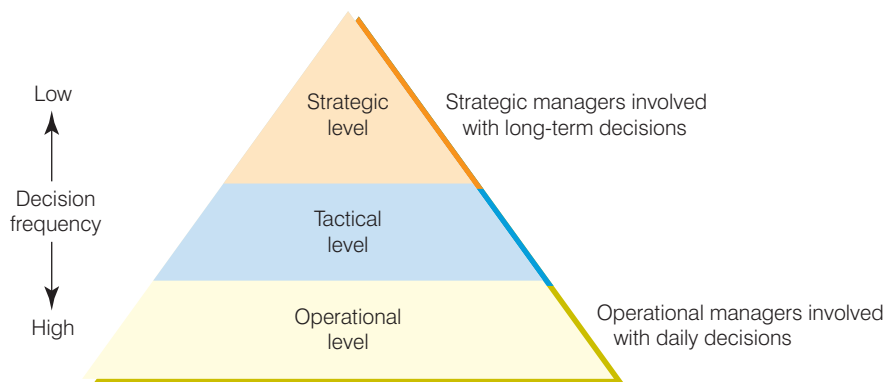 Low
Strategic
level
Strategic managers involved
with long-term decisions
Decision
frequency
Tactical
level
High
Operational
level
Operational managers involved
with daily decisions